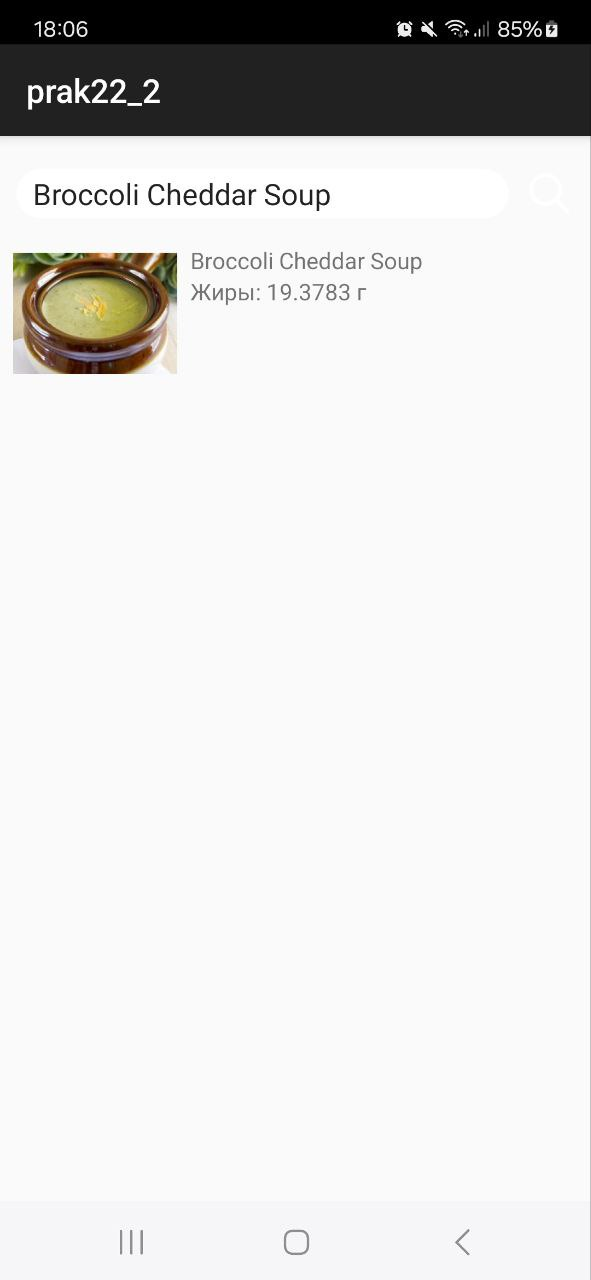 18:06
85%
prak22_2
Broccoli Cheddar Soup
Broccoli Cheddar Soup
Жиры: 19.3783 г